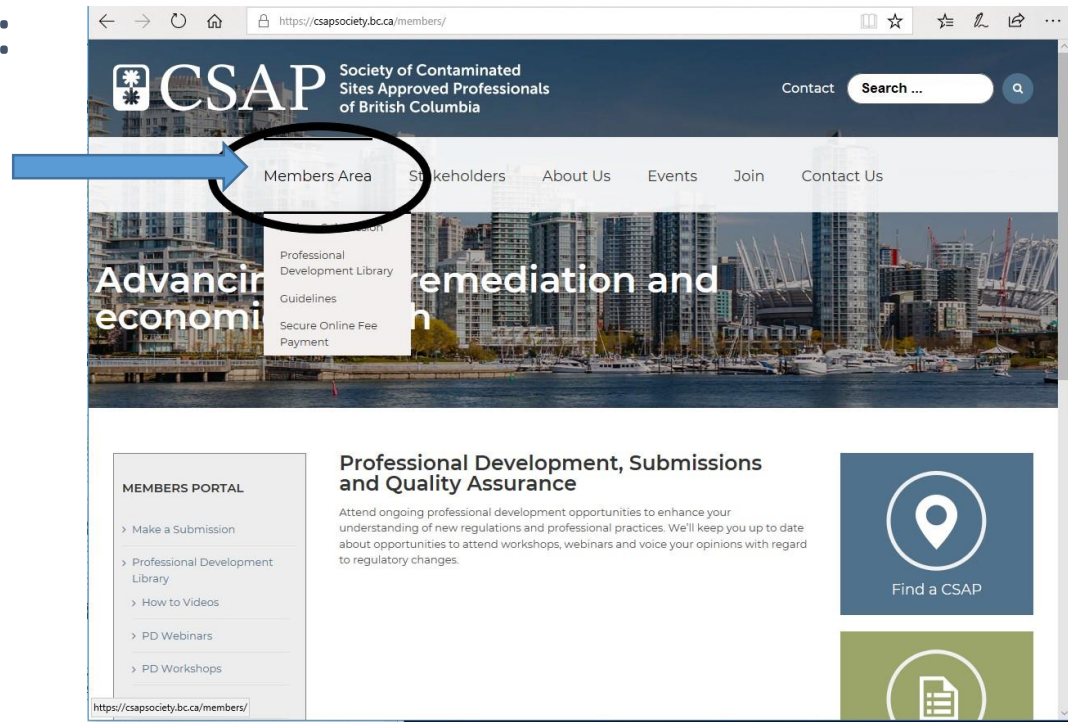 :
https://csapsociety.bc.ca/members/
CSAP
Society of Contaminated
Sites Approved Professionals
of British Columbia
Contact
Search ...
Members Area Stakeholders About Us Events Join Contact Us
Professional
Development Library
Guidelines
Secure Online Fee
Payment
remediation and
MEMBERS PORTAL
> Make a Submission
> Professional Development
Library
> How to Videos
> PD Webinars
> PD Workshops
Professional Development, Submissions
and Quality Assurance
Attend ongoing professional development opportunities to enhance your
understanding of new regulations and professional practices. We'll keep you up to date
about opportunities to attend workshops, webinars and voice your opinions with regard
to regulatory changes.
Find a CSAP
https://csapsociety.bc.ca/members/